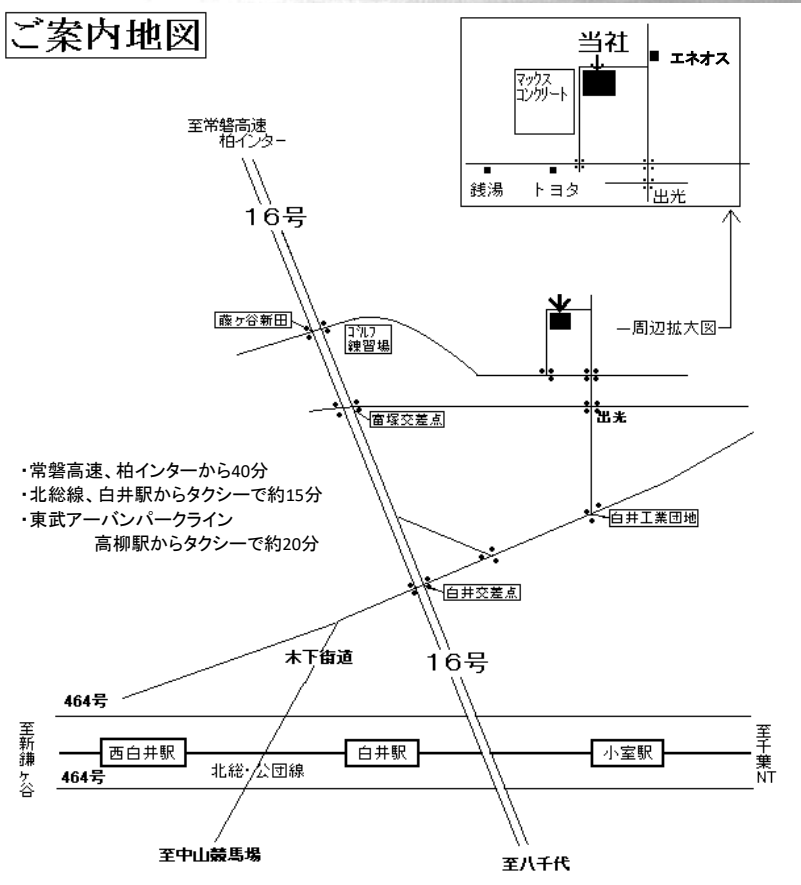 ご案内地図
当社
エネオス
マックス
コンクリート
銭湯
トヨタ
出光
至常磐高速
柏インター
16号
藤ヶ谷新田
ゴルフ
練習場
周辺拡大図
富塚交差点
出光
・常磐高速、柏インターから40分
・北総線、白井駅からタクシーで約15分
・東武アーバンパークライン
高柳駅からタクシーで約20分
白井工業団地
白井交差点
木下街道
16号
464号
至新鎌ヶ谷
西白井駅
白井駅
小室駅
至千葉NT
464号
北総・公団線
至中山競馬場
至八千代